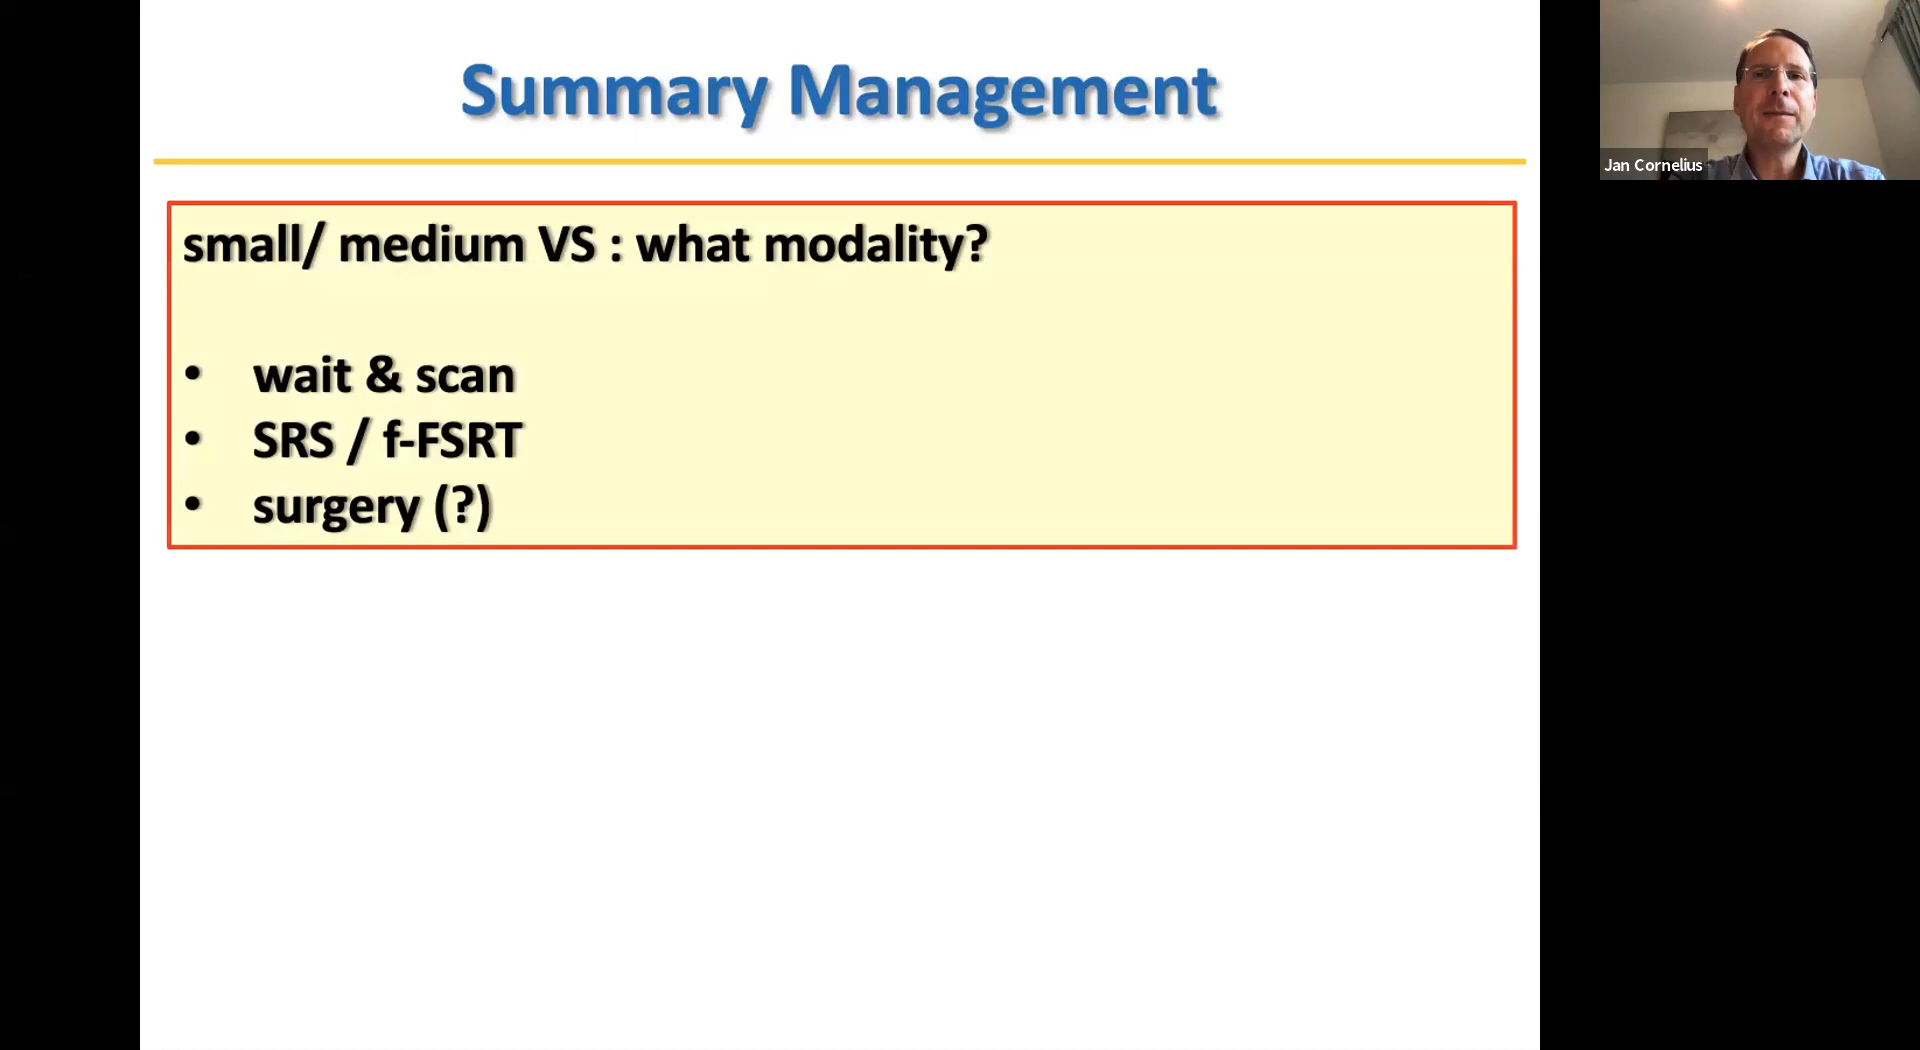 Summary Management
Jan Cornelius
small/ medium VS : what modality?
• wait & scan
• SRS / f-FSRT
• surgery (?)